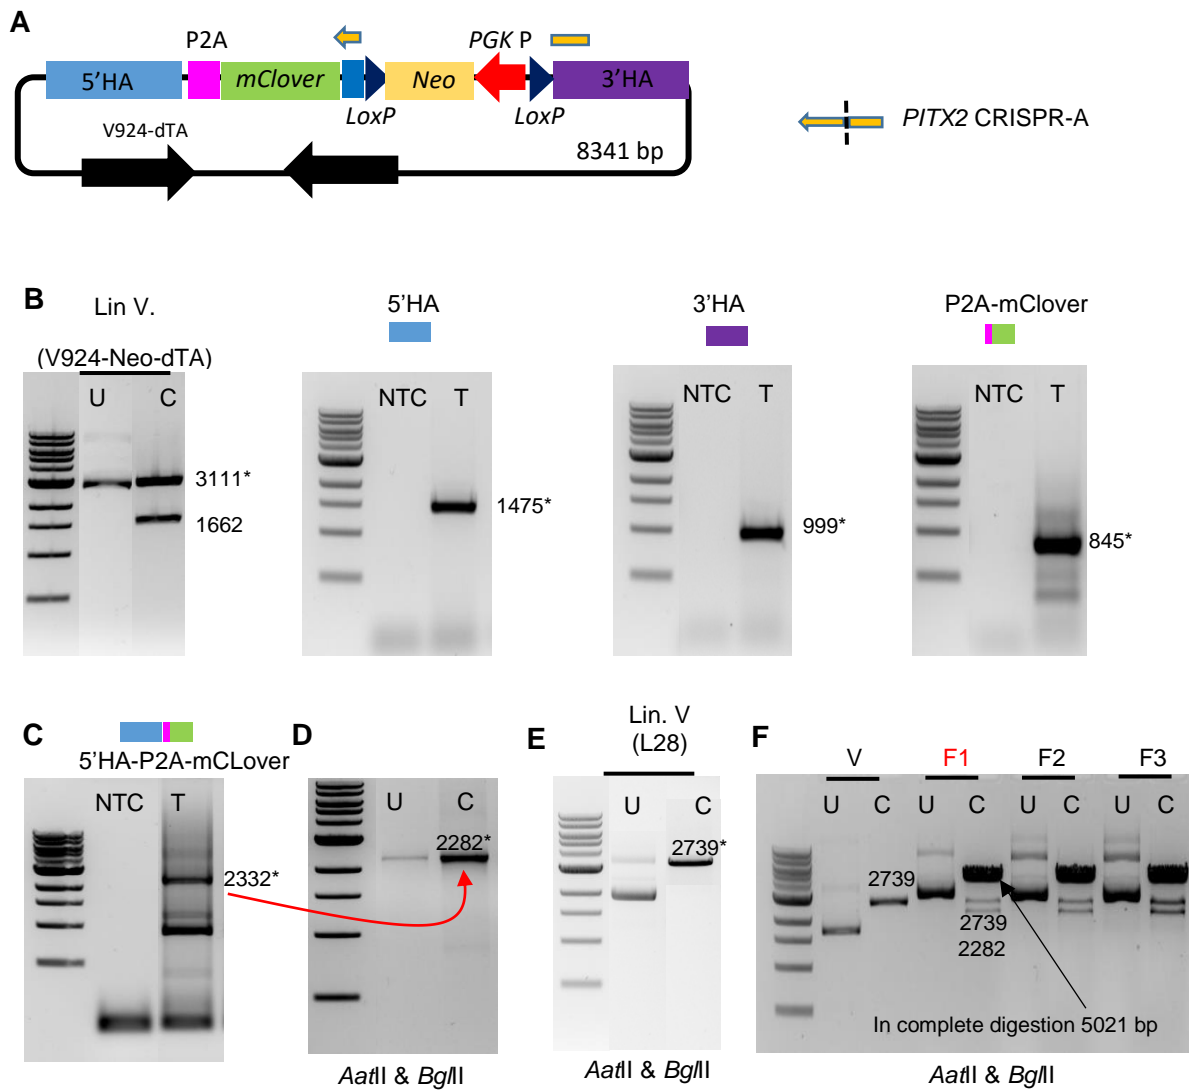 A
P2A
PGK P
5'HA
mClover
Neo
3'HA
LoxP
LoxP
V924-dTA
8341 bp
PITX2 CRISPR-A
B
Lin V.
(V924-Neo-dTA)
U
C
3111*
1662
5'HA
NTC
T
1475*
3'HA
NTC
T
999*
P2A-mClover
NTC
T
845*
C
5'HA-P2A-mCLover
NTC
T
2332*
D
U
C
2282*
AatII & BglII
E
Lin. V
(L28)
U
C
2739*
AatII & BglII
F
V
F1
F2
F3
U
C
U
C
U
C
U
C
2739
2739
2282
In complete digestion 5021 bp
AatII & BglII